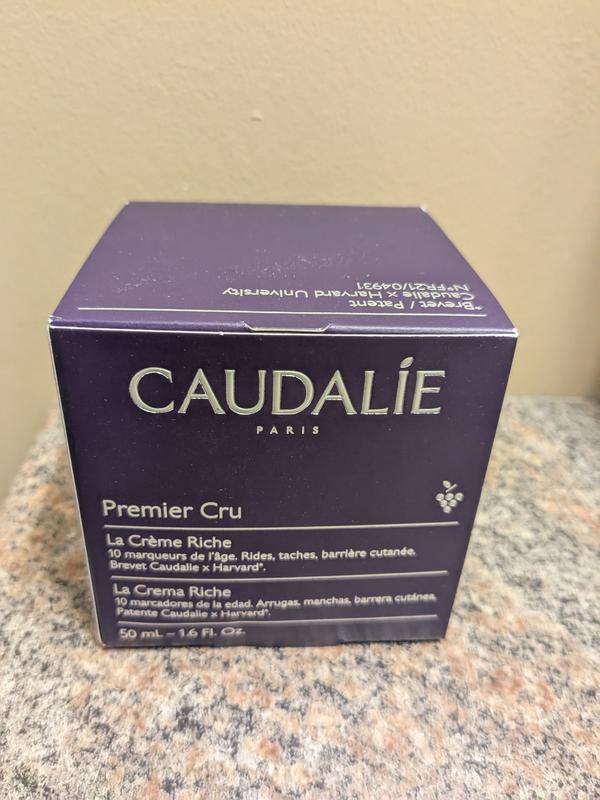 *Brevet / Patent
Caudalie x Harvard University
N°FR21/04931
CAUDALÍE
PARIS
Premier Cru
La Crème Riche
10 marqueurs de l'âge. Rides, taches, barrière cutanée.
Brevet Caudalie x Harvard*.
La Crema Riche
10 marcadores de la edad. Arrugas, manchas, barrera cutánea.
Patente Caudalie x Harvard*.
50 mL – 1.6 Fl. Oz